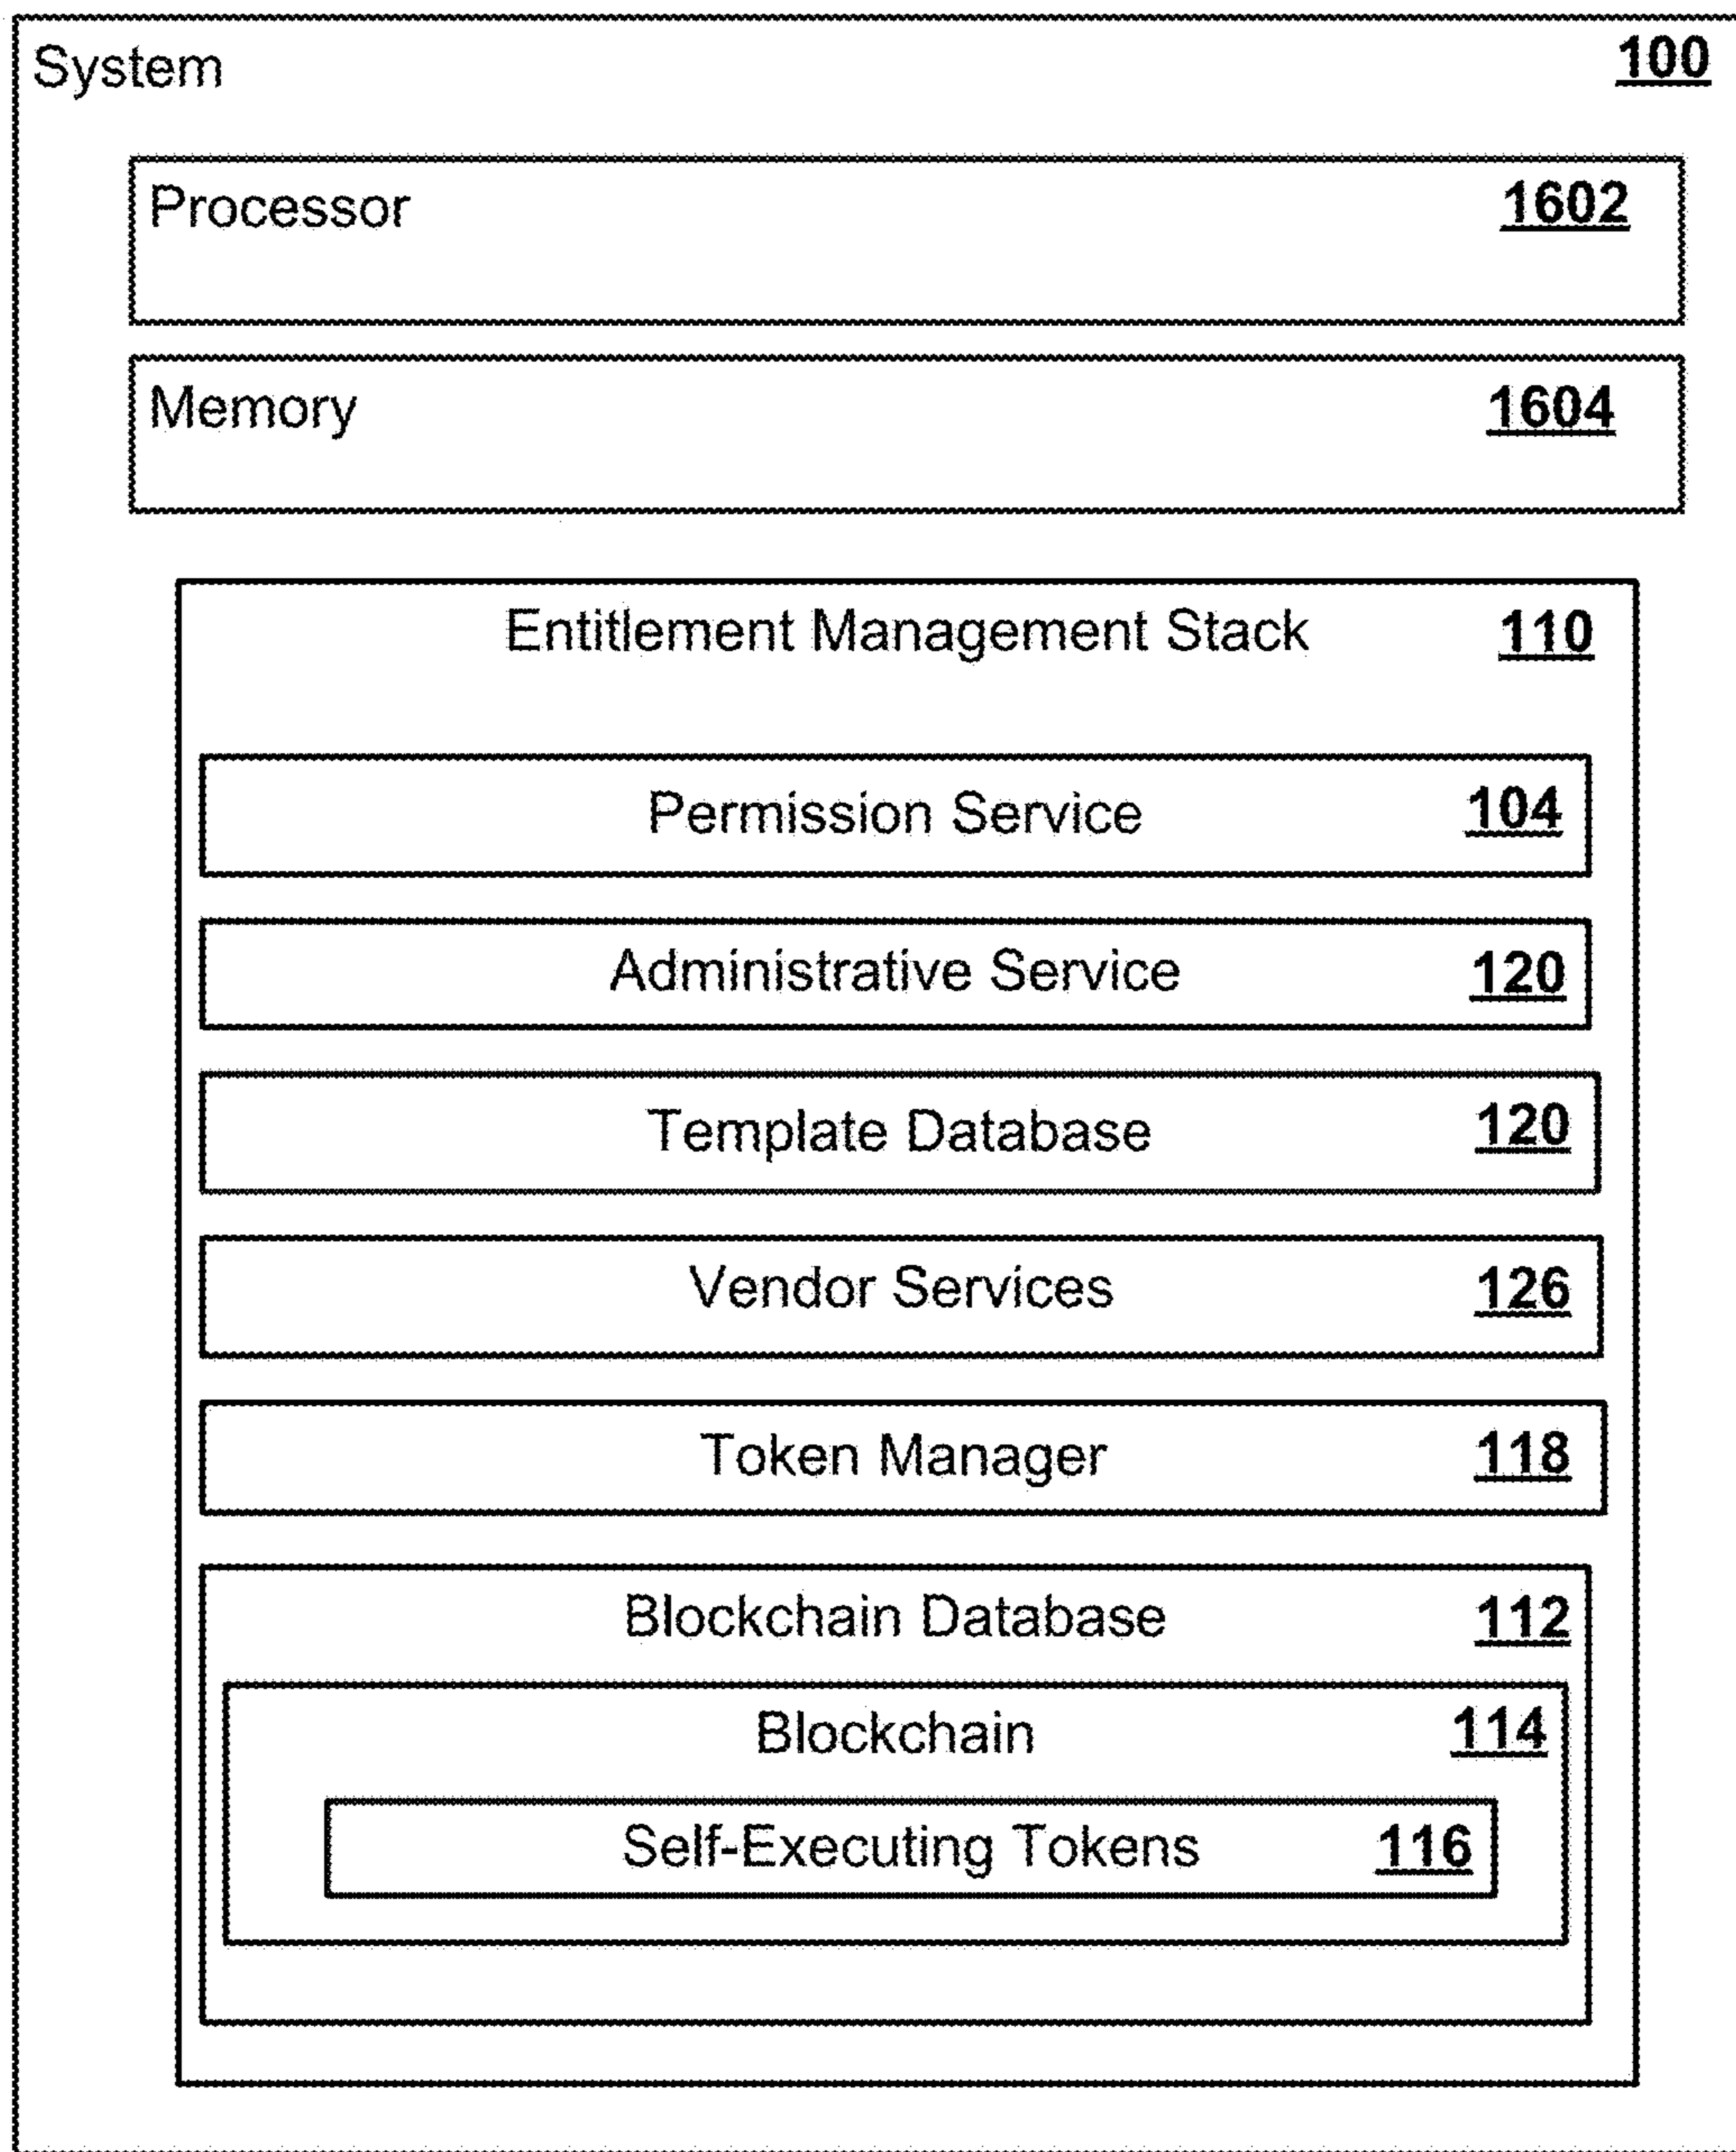 System 100
Processor 1602
Memory 1604
Entitlement Management Stack 110
Permission Service 104
Administrative Service 120
Template Database 120
Vendor Services 126
Token Manager 118
Blockchain Database 112
Blockchain 114
Self-Executing Tokens 116